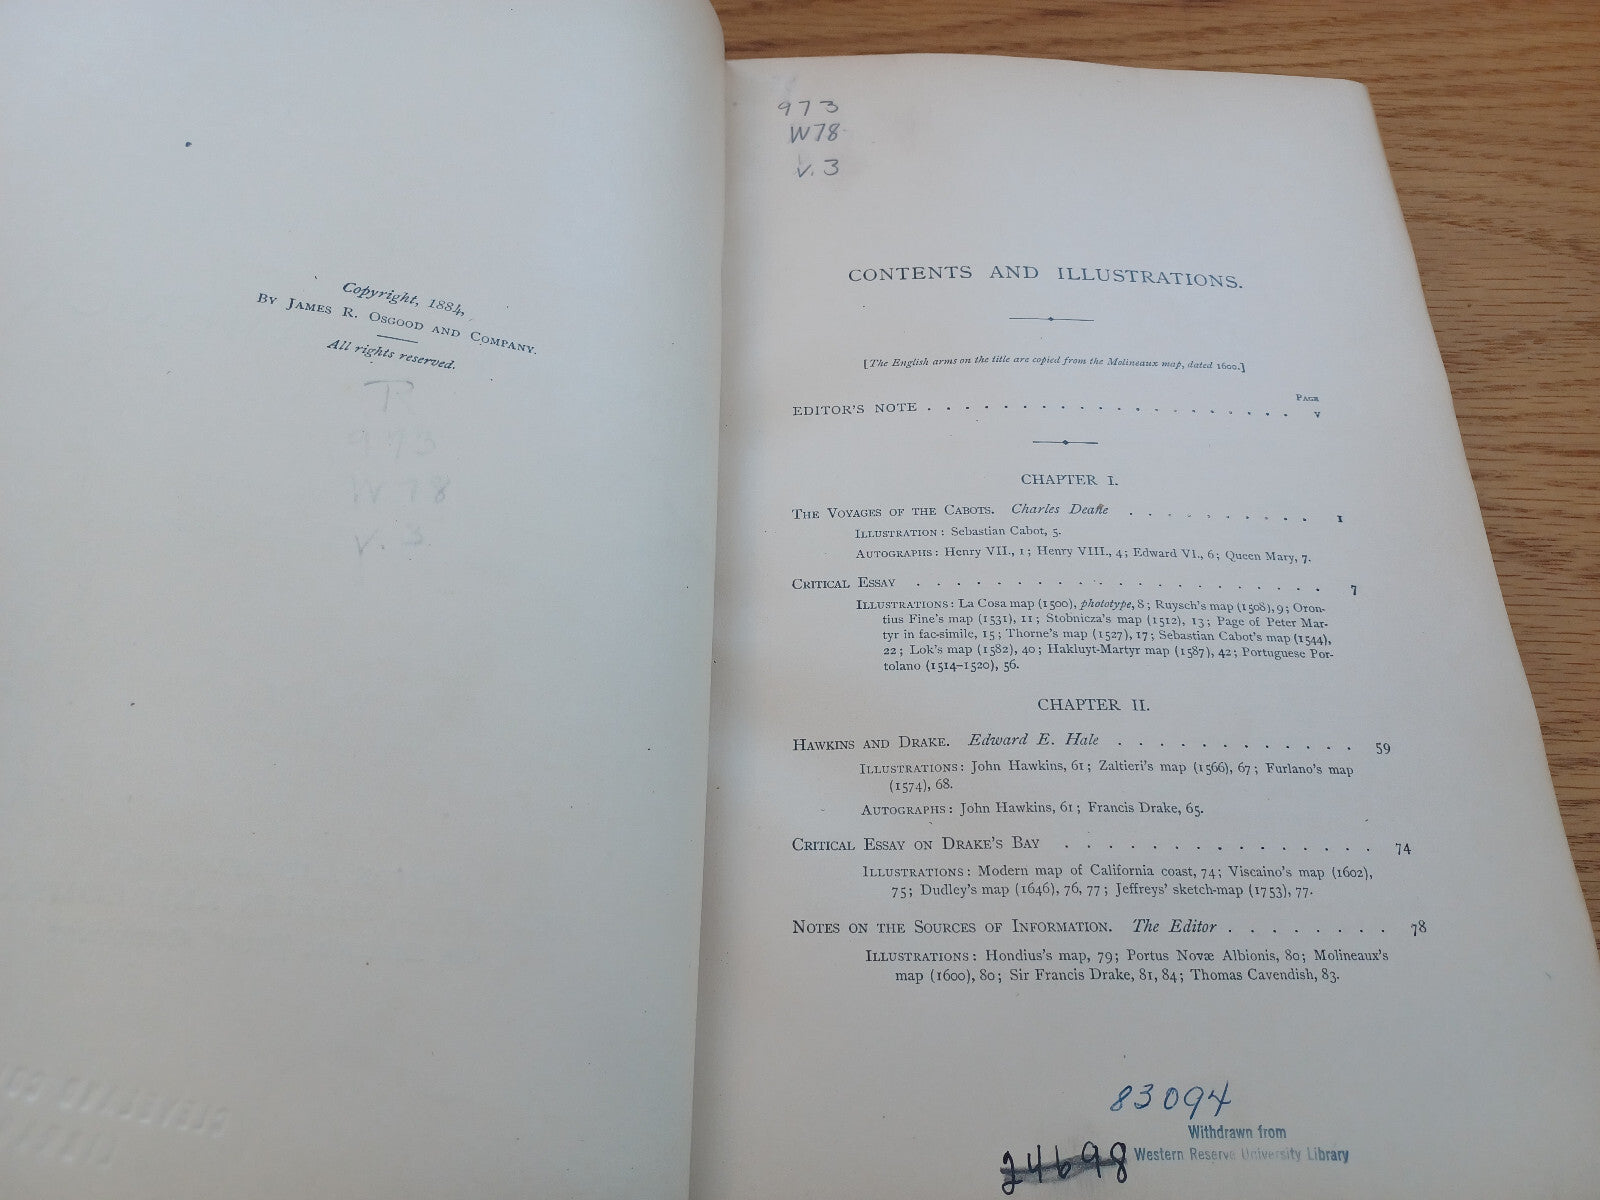 Copyright, 1884,
By James R. Osgood and Company.
All rights reserved.
T
973
W78
v. 3
973
W78
v. 3
CONTENTS AND ILLUSTRATIONS.
[The English arms on the title are copied from the Molineaux map, dated 1600.]
Page
EDITOR'S NOTE . . . . . . . . . . . . . . . . . . . v
CHAPTER I.
The Voyages of the Cabots. Charles Deane . . . . . . . . . . 1
Illustration: Sebastian Cabot, 5.
Autographs: Henry VII., 1; Henry VIII., 4; Edward VI., 6; Queen Mary, 7.
Critical Essay . . . . . . . . . . . . . . . . . 7
Illustrations: La Cosa map (1500), phototype, 8; Ruysch's map (1508), 9; Oron-
tius Fine's map (1531), 11; Stobnicza's map (1512), 13; Page of Peter Mar-
tyr in fac-simile, 15; Thorne's map (1527), 17; Sebastian Cabot's map (1544),
22; Lok's map (1582), 40; Hakluyt-Martyr map (1587), 42; Portuguese Por-
tolano (1514–1520), 56.
CHAPTER II.
Hawkins and Drake. Edward E. Hale . . . . . . . . . . . . 59
Illustrations: John Hawkins, 61; Zaltieri's map (1566), 67; Furlano's map
(1574), 68.
Autographs: John Hawkins, 61; Francis Drake, 65.
Critical Essay on Drake's Bay . . . . . . . . . . . . . . 74
Illustrations: Modern map of California coast, 74; Viscaino's map (1602),
75; Dudley's map (1646), 76, 77; Jeffreys' sketch-map (1753), 77.
Notes on the Sources of Information. The Editor . . . . . . . . 78
Illustrations: Hondius's map, 79; Portus Novæ Albionis, 80; Molineaux's
map (1600), 80; Sir Francis Drake, 81, 84; Thomas Cavendish, 83.
83094
Withdrawn from
Western Reserve University Library
24698